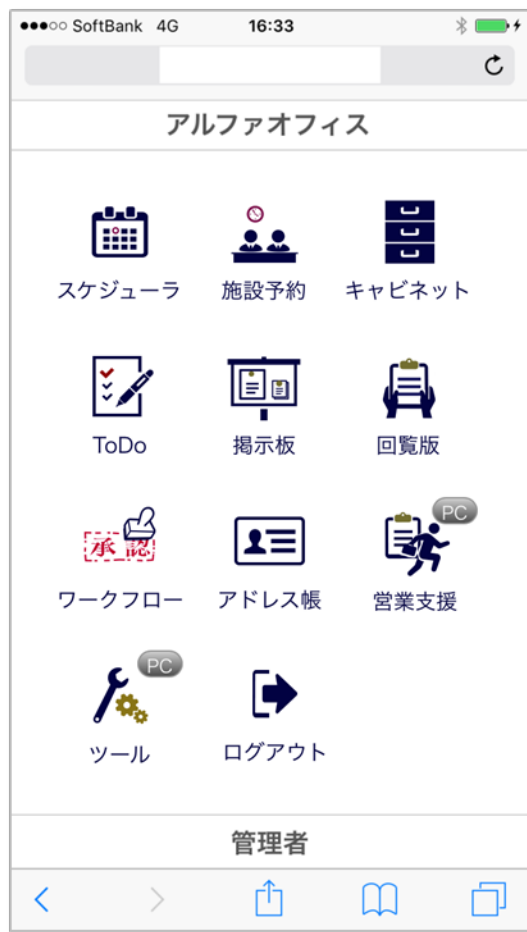 SoftBank 4G 16:33
アルファオフィス
スケジューラ 施設予約 キャビネット
ToDo 掲示板 回覧版
PC
承認
ワークフロー アドレス帳 営業支援
PC
ツール ログアウト
管理者